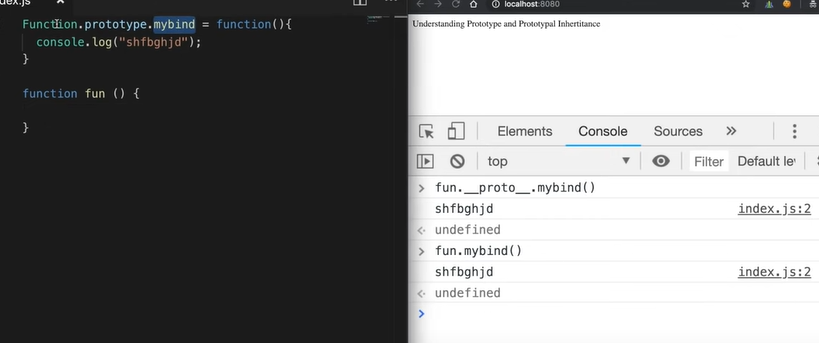 dex.js
Function.prototype.mybind = function(){
console.log("shfbghjd");
}
function fun () {
}
localhost:8080
Understanding Prototype and Prototypal Inhertitance
Elements Console Sources
top Filter Default lev
fun.__proto__.mybind()
shfbghjd index.js:2
undefined
fun.mybind()
shfbghjd index.js:2
undefined